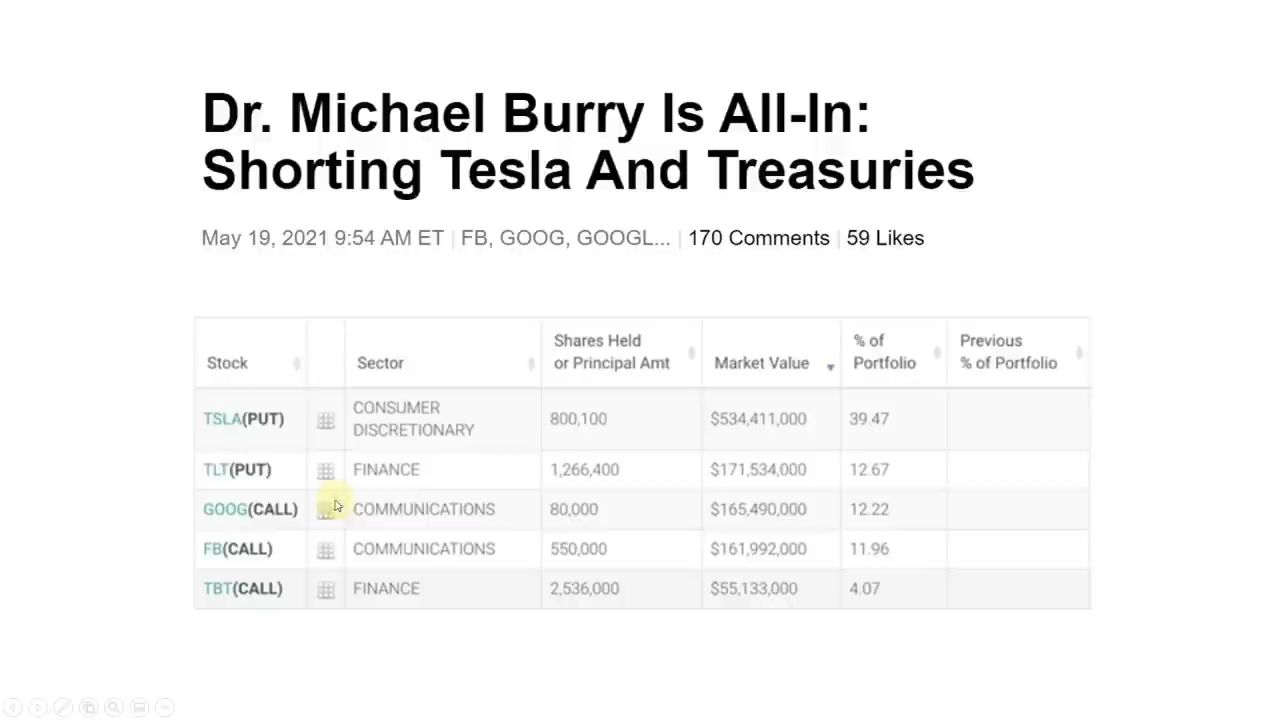 Dr. Michael Burry Is All-In:
Shorting Tesla And Treasuries
May 19, 2021 9:54 AM ET | FB, GOOG, GOOGL... | 170 Comments | 59 Likes
Stock Sector Shares Held or Principal Amt Market Value % of Portfolio Previous % of Portfolio
TSLA(PUT) CONSUMER DISCRETIONARY 800,100 $534,411,000 39.47
TLT(PUT) FINANCE 1,266,400 $171,534,000 12.67
GOOG(CALL) COMMUNICATIONS 80,000 $165,490,000 12.22
FB(CALL) COMMUNICATIONS 550,000 $161,992,000 11.96
TBT(CALL) FINANCE 2,536,000 $55,133,000 4.07